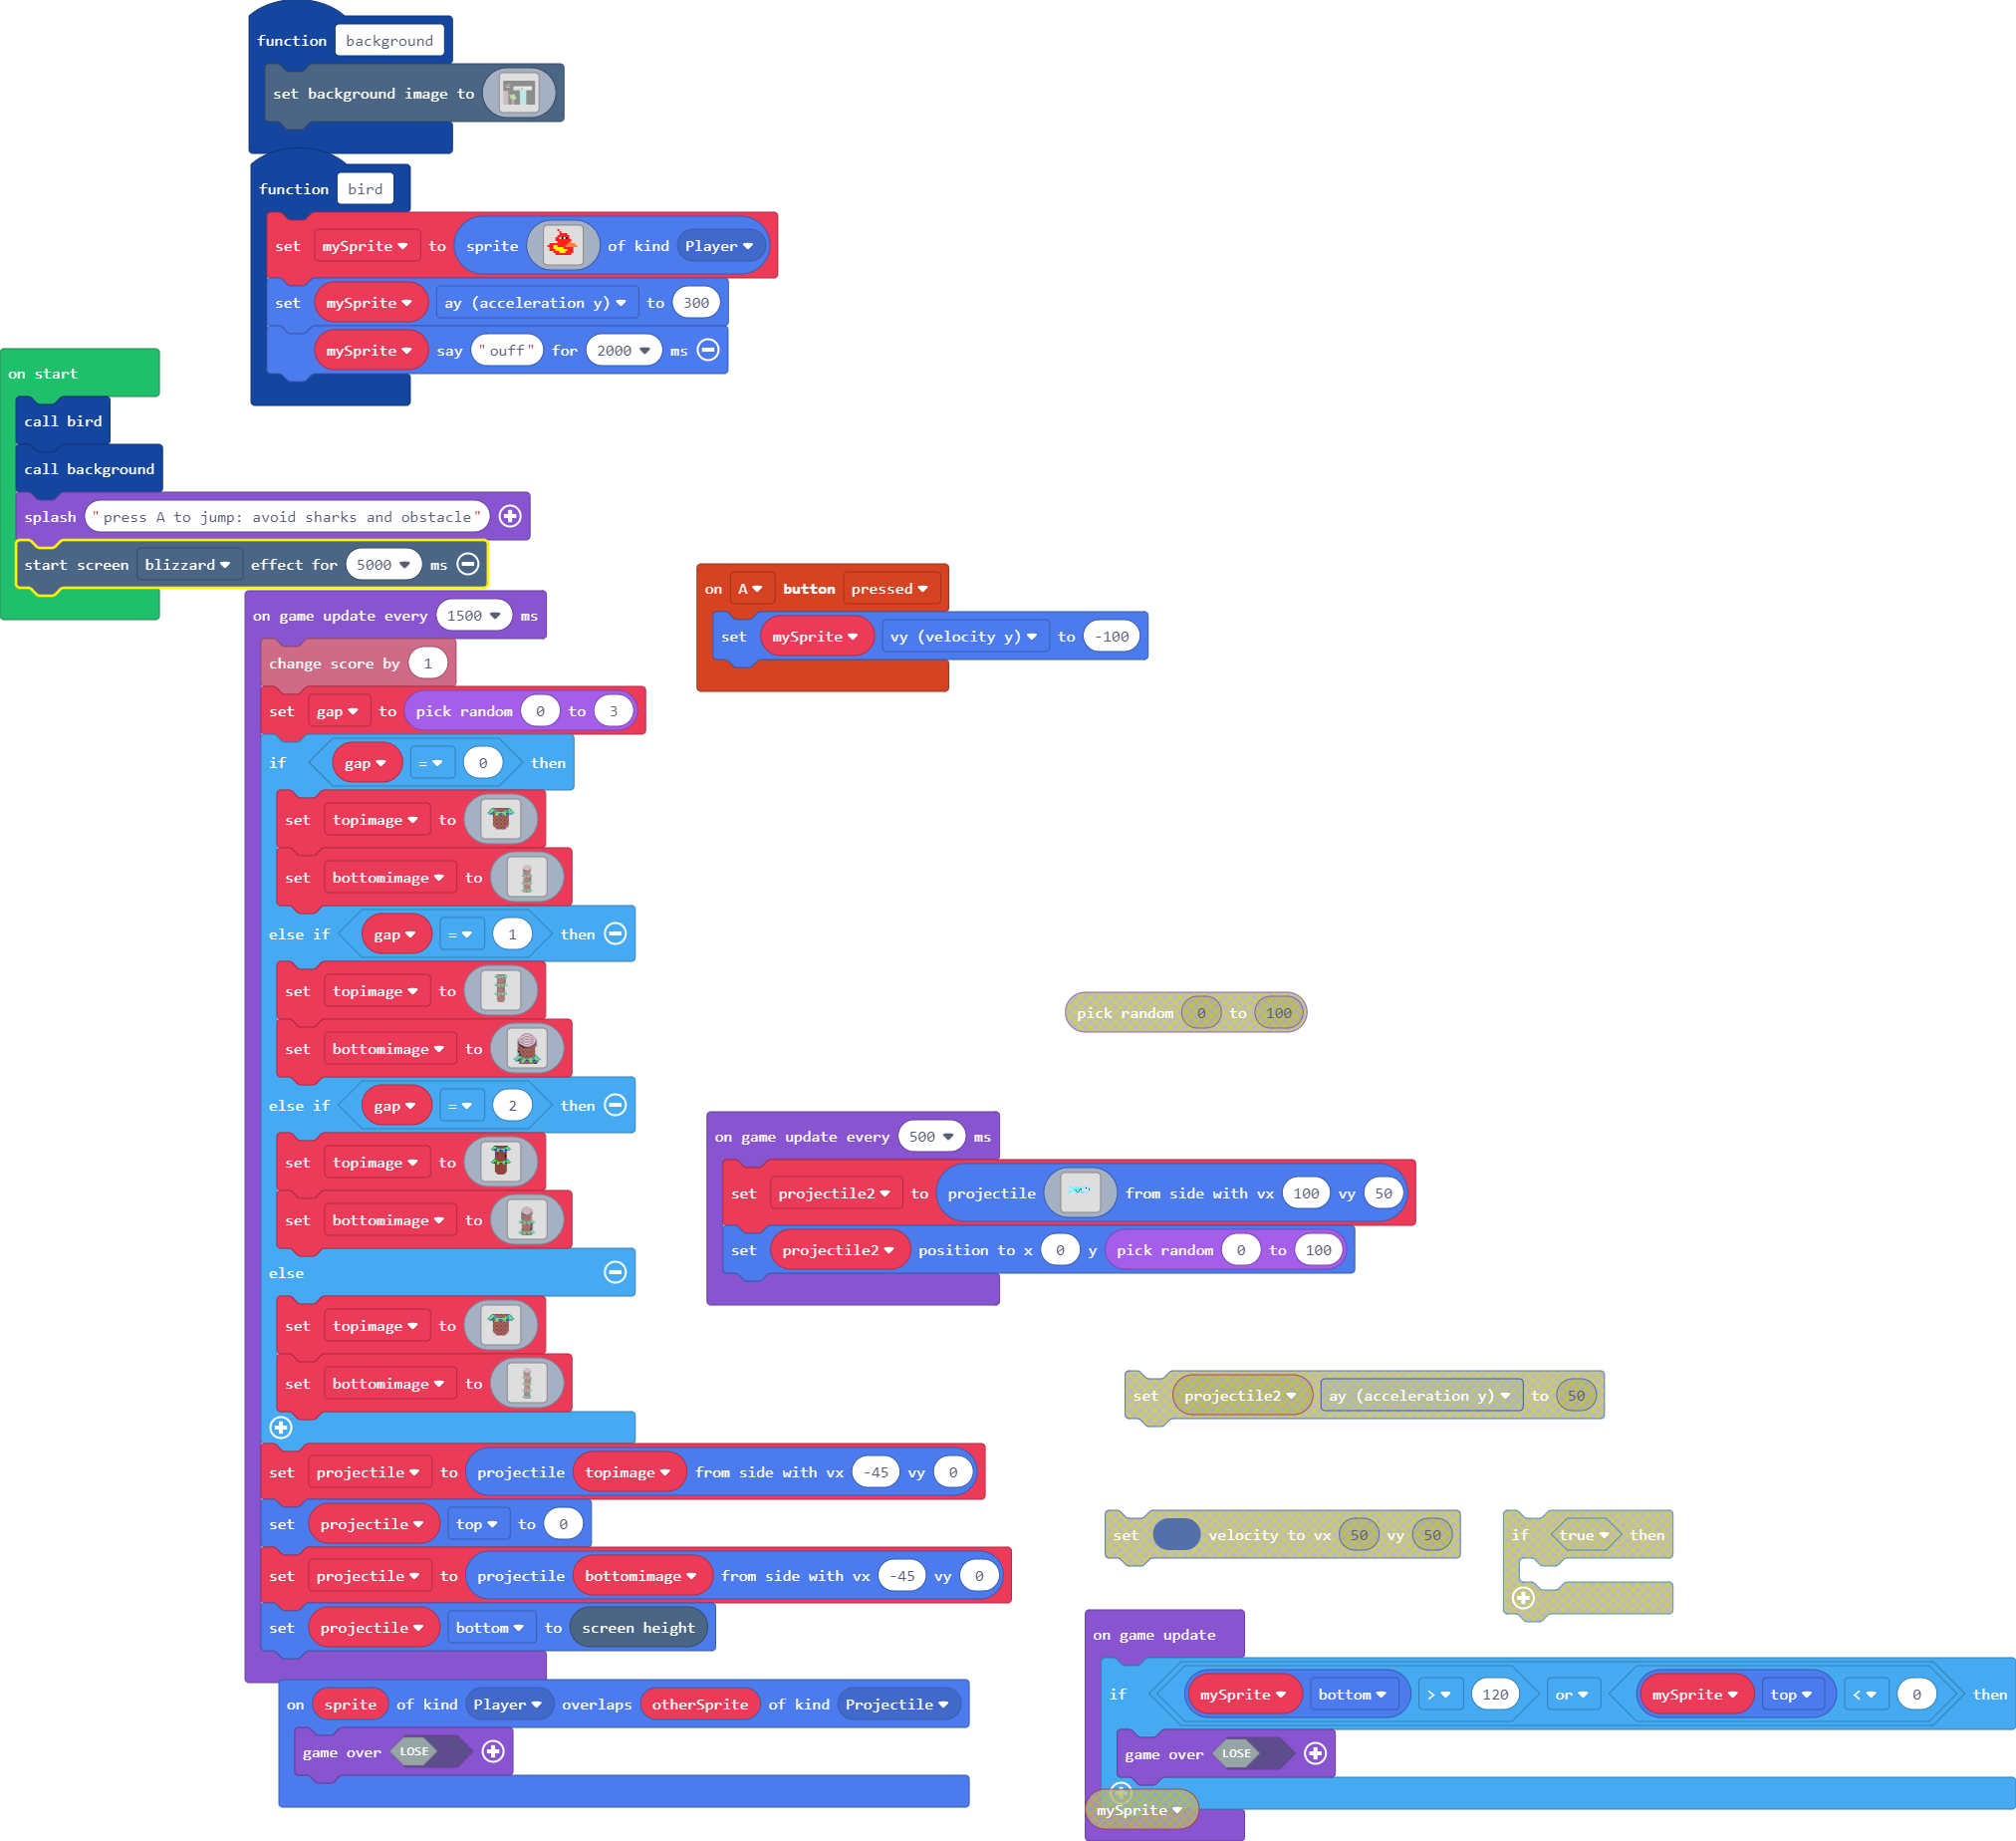 function background
set background image to
function bird
set mySprite to sprite of kind Player
set mySprite ay (acceleration y) to 300
mySprite say "ouff" for 2000 ms
on start
call bird
call background
splash "press A to jump: avoid sharks and obstacle"
start screen blizzard effect for 5000 ms
on game update every 1500 ms
change score by 1
set gap to pick random 0 to 3
if gap = 0 then
set topimage to
set bottomimage to
else if gap = 1 then
set topimage to
set bottomimage to
else if gap = 2 then
set topimage to
set bottomimage to
else
set topimage to
set bottomimage to
set projectile to projectile topimage from side with vx -45 vy 0
set projectile top to 0
set projectile to projectile bottomimage from side with vx -45 vy 0
set projectile bottom to screen height
on sprite of kind Player overlaps otherSprite of kind Projectile
game over LOSE
on A button pressed
set mySprite vy (velocity y) to -100
pick random 0 to 100
on game update every 500 ms
set projectile2 to projectile from side with vx 100 vy 50
set projectile2 position to x 0 y pick random 0 to 100
set projectile2 ay (acceleration y) to 50
set velocity to vx 50 vy 50
if true then
on game update
if mySprite bottom > 120 or mySprite top < 0 then
game over LOSE
mySprite